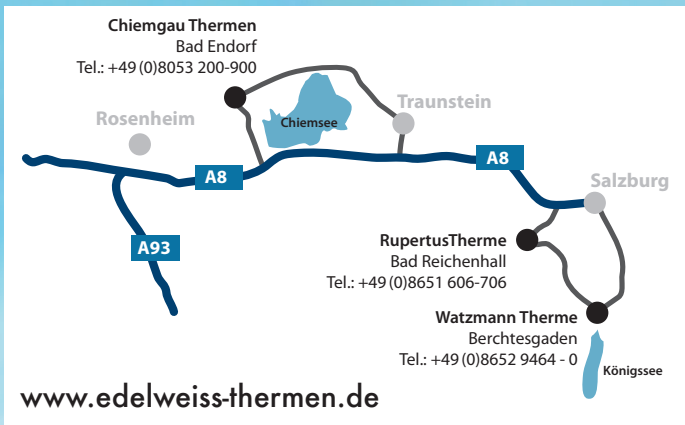 Chiemgau Thermen
Bad Endorf
Tel.: +49 (0)8053 200-900
Rosenheim
Chiemsee
Traunstein
A8
A8
Salzburg
A93
RupertusTherme
Bad Reichenhall
Tel.: +49 (0)8651 606-706
Watzmann Therme
Berchtesgaden
Tel.: +49 (0)8652 9464 - 0
Königssee
www.edelweiss-thermen.de